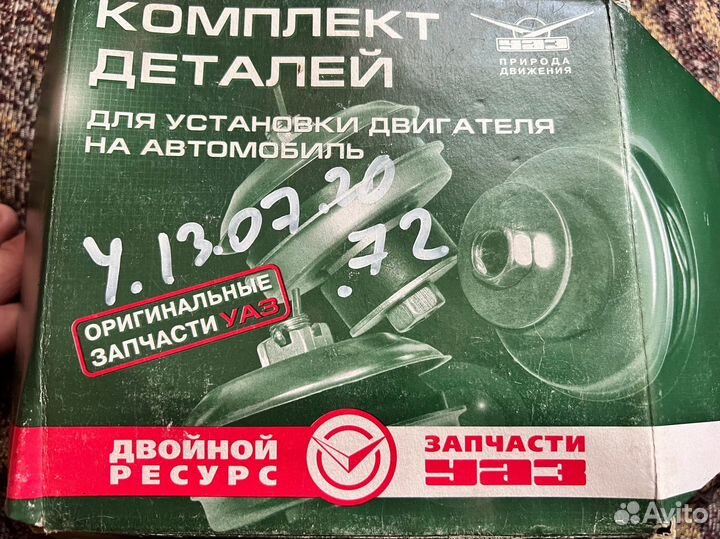 КОМПЛЕКТ
ДЕТАЛЕЙ
ДЛЯ УСТАНОВКИ ДВИГАТЕЛЯ
НА АВТОМОБИЛЬ
УАЗ
ПРИРОДА
ДВИЖЕНИЯ
У.13.07.20
.72
ОРИГИНАЛЬНЫЕ
ЗАПЧАСТИ УАЗ
ДВОЙНОЙ
РЕСУРС
ЗАПЧАСТИ
УАЗ
Avito